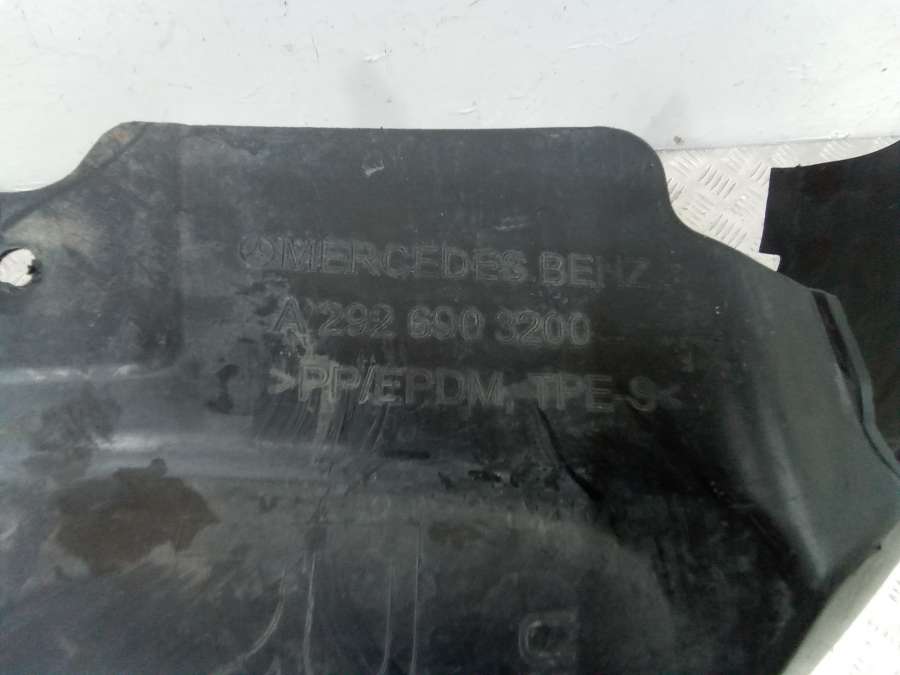 MERCEDES BENZ
A 292 690 3200
>PP/EPDM, TPE-S<
C